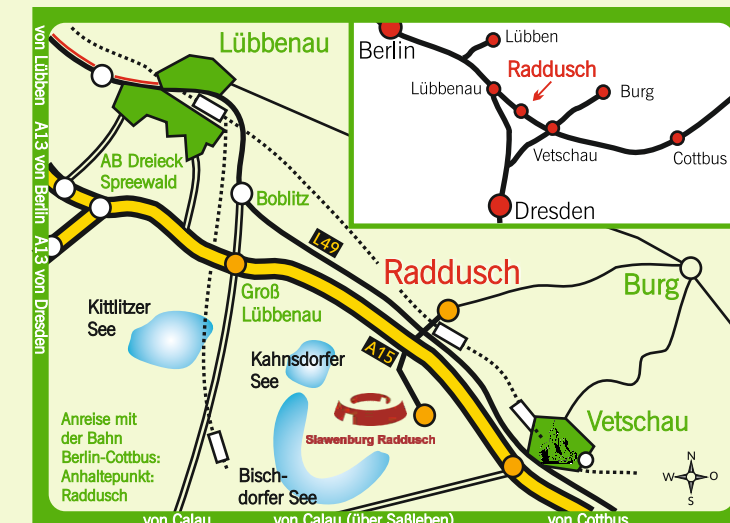 von Lübben
A13 von Berlin
A13 von Dresden
Lübbenau
AB Dreieck
Spreewald
Boblitz
L49
Groß
Lübbenau
Kittlitzer
See
Kahnsdorfer
See
A15
Slawenburg Raddusch
Bisch-
dorfer See
Anreise mit
der Bahn
Berlin-Cottbus:
Anhaltepunkt:
Raddusch
Raddusch
Burg
Vetschau
N
W
O
S
von Calau
von Calau (über Saßleben)
von Cottbus
Berlin
Lübben
Raddusch
Lübbenau
Burg
Vetschau
Cottbus
Dresden